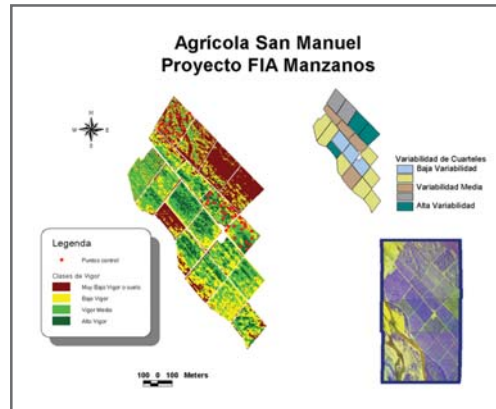 Agrícola San Manuel
Proyecto FIA Manzanos
N
W E
S
Variabilidad de Cuarteles
Baja Variabilidad
Variabilidad Media
Alta Variabilidad
Legenda
Puntos control
Clases de Vigor
Muy Bajo Vigor o suelo
Bajo Vigor
Vigor Medio
Alto Vigor
100 0 100 Meters